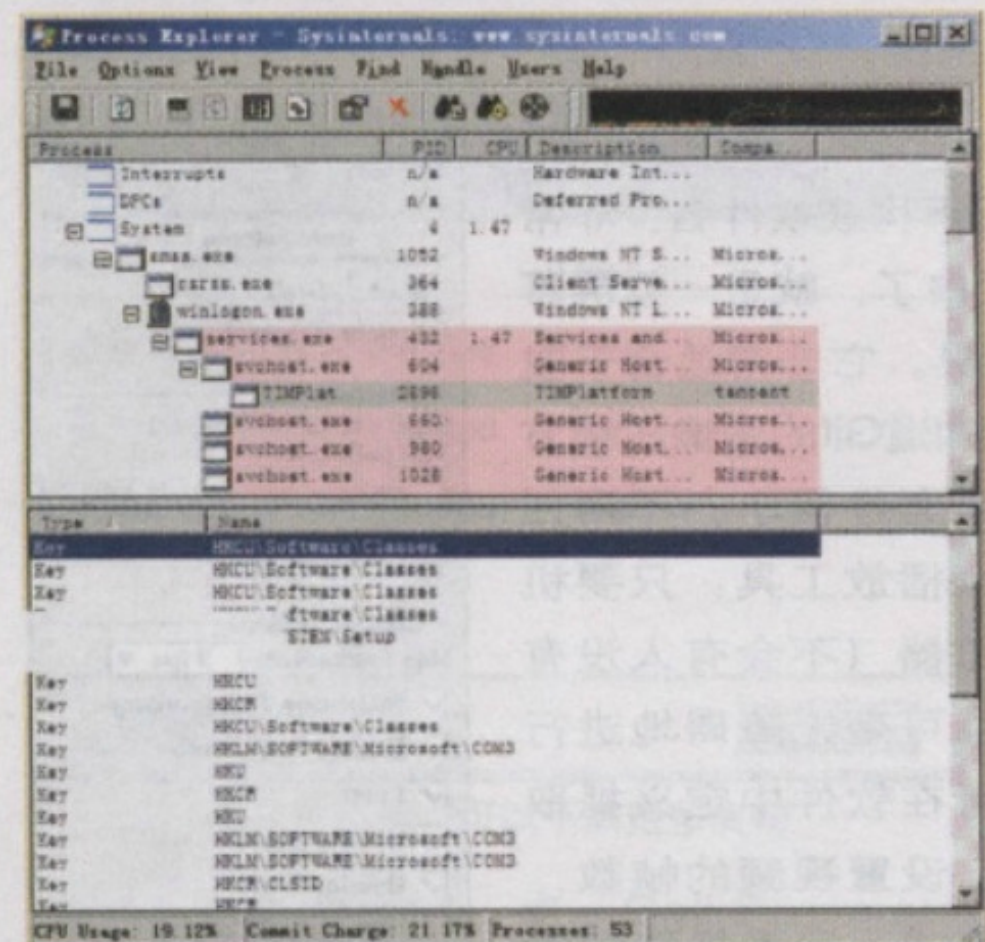 Process Explorer - Sysinternals: www.sysinternals.com
File Options View Process Find Handle Users Help
Process PID CPU Description Compa...
Interrupts n/a Hardware Int...
DPCs n/a Deferred Pro...
System 4 1.47
smss.exe 1052 Windows NT S... Micros...
csrss.exe 364 Client Serve... Micros...
winlogon.exe 388 Windows NT L... Micros...
services.exe 432 1.47 Services and... Micros...
svchost.exe 604 Generic Host... Micros...
TIMPlat... 2696 TIMPlatform tencent
svchost.exe 660 Generic Host... Micros...
svchost.exe 980 Generic Host... Micros...
svchost.exe 1028 Generic Host... Micros...
Type Name
Key HKCU\Software\Classes
Key HKCU\Software\Classes
Key HKCU\Software\Classes
ftware\Classes
STEM\Setup
Key HKCU
Key HKCR
Key HKCU\Software\Classes
Key HKLM\SOFTWARE\Microsoft\COM3
Key HKU
Key HKCR
Key HKU
Key HKLM\SOFTWARE\Microsoft\COM3
Key HKLM\SOFTWARE\Microsoft\COM3
Key HKCR\CLSID
Key HKCR
CPU Usage: 19.12% Commit Charge: 21.17% Processes: 53